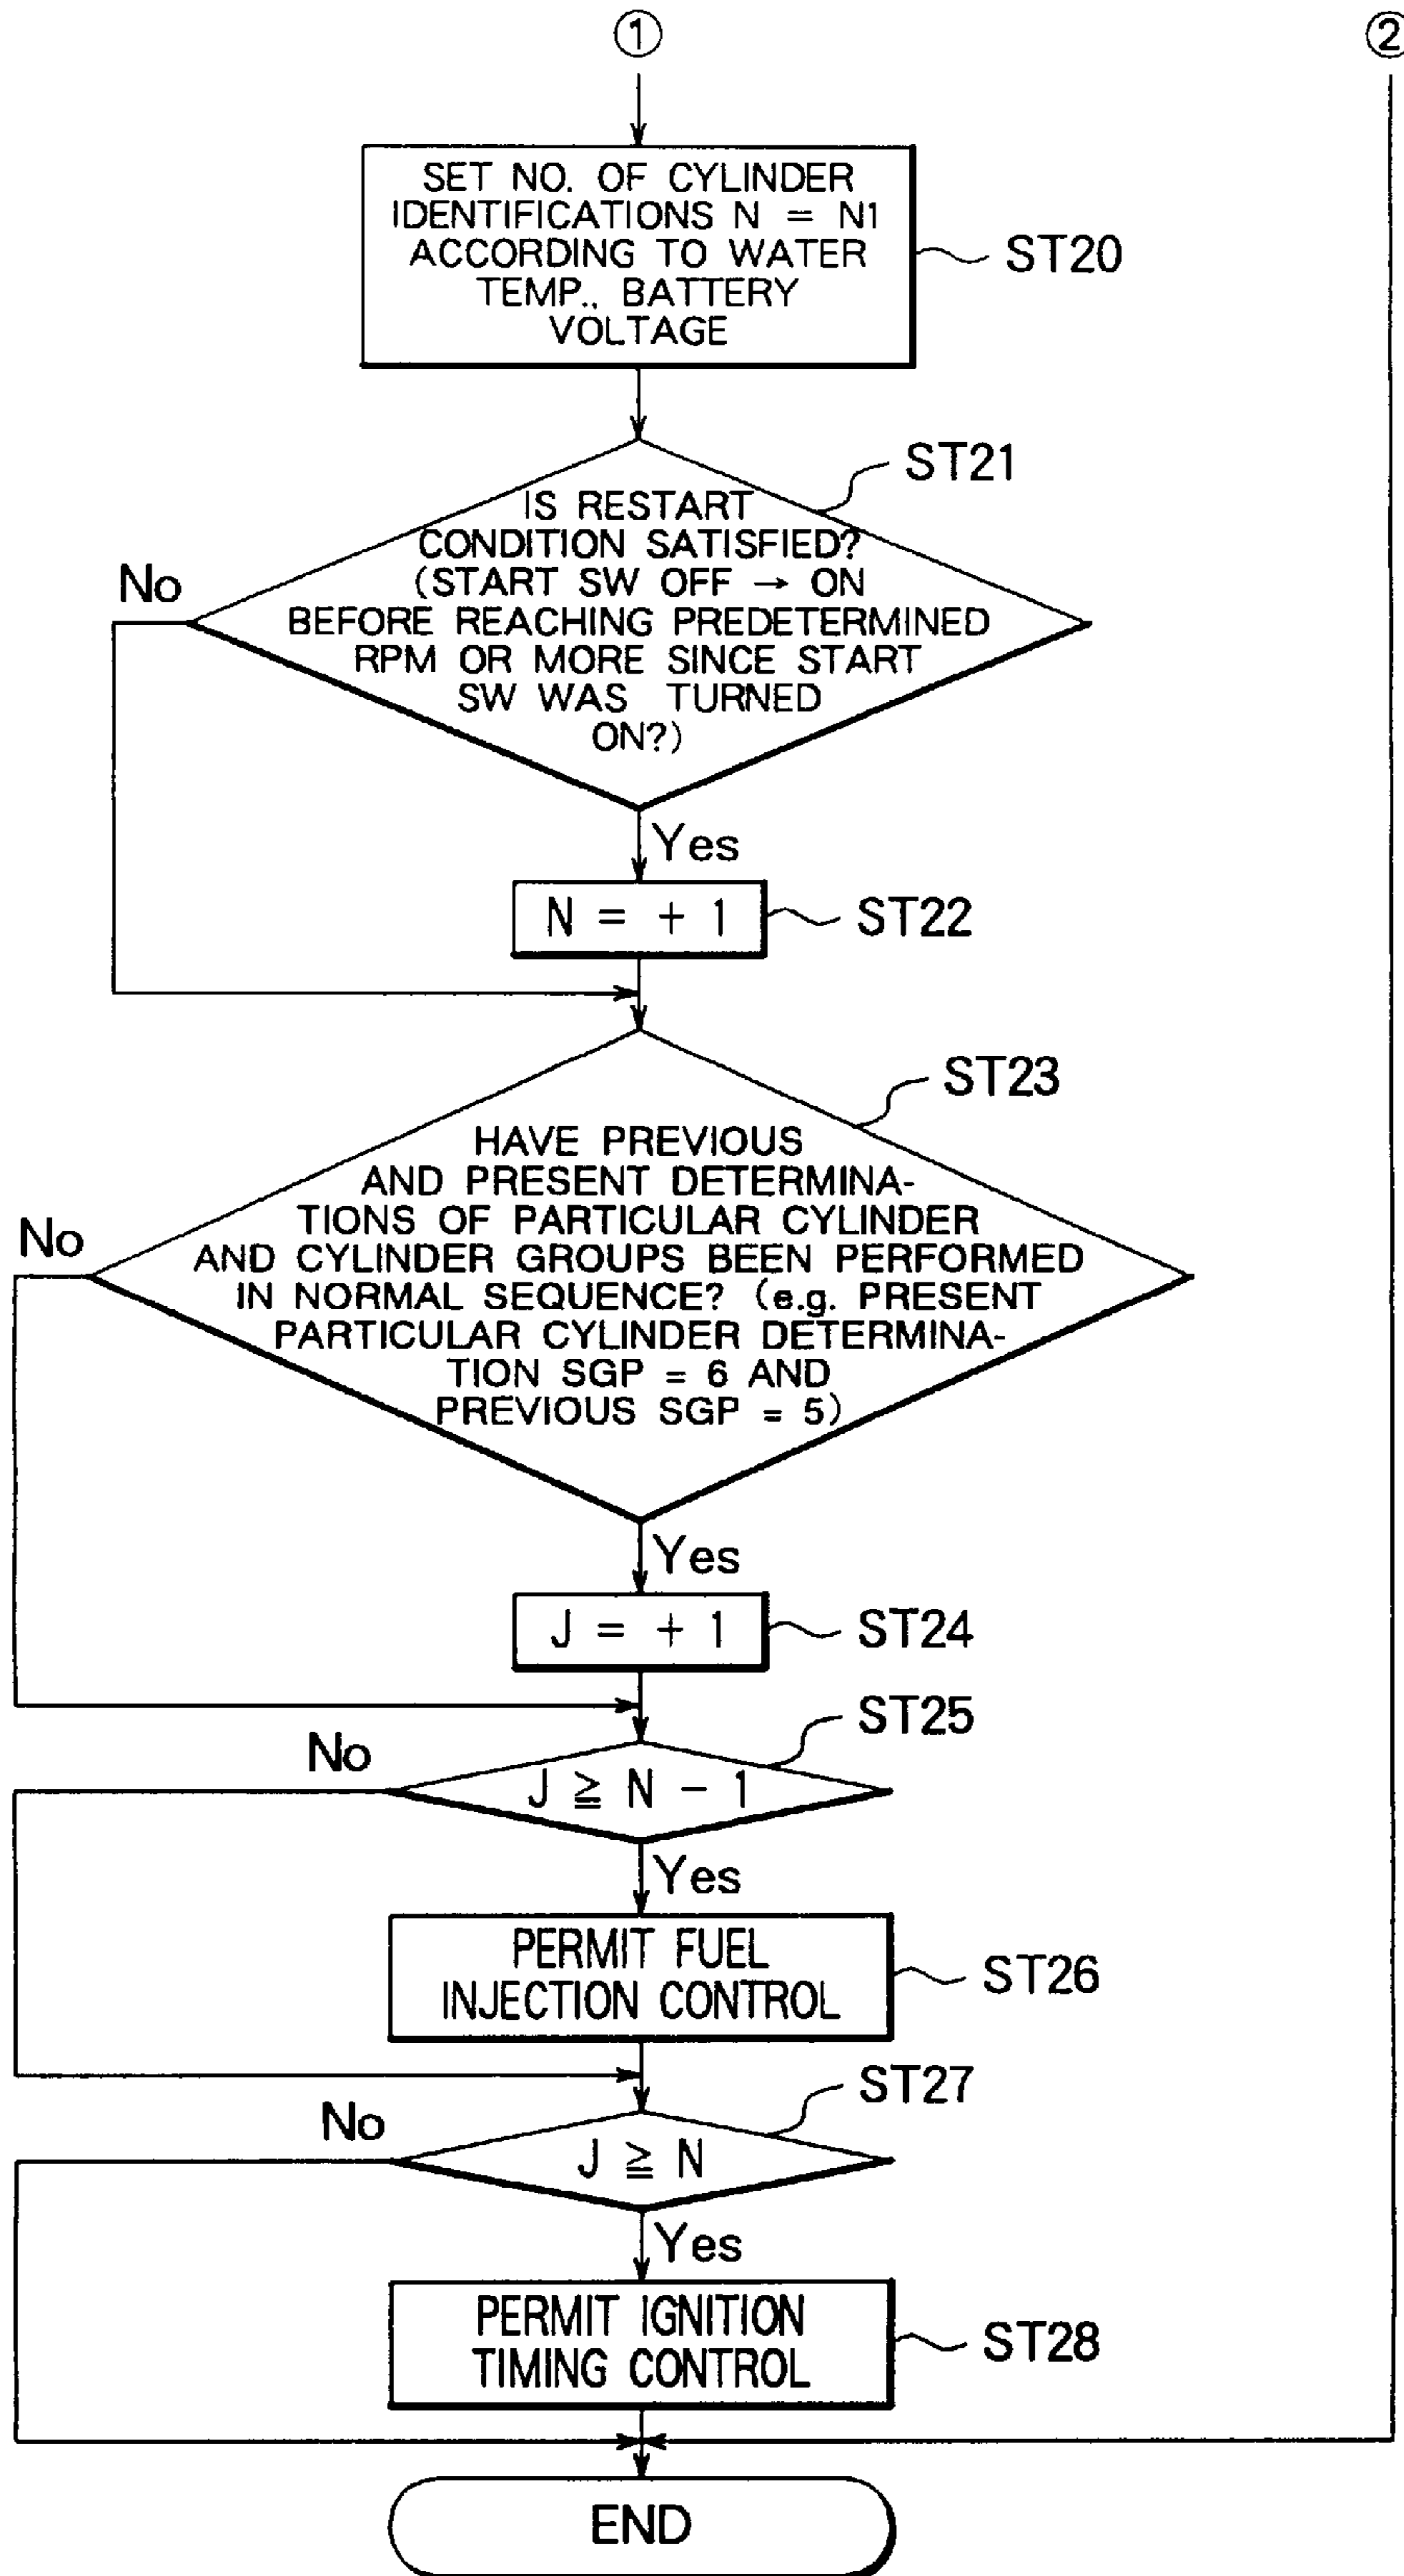 ① ②
SET NO. OF CYLINDER
IDENTIFICATIONS N = N1
ACCORDING TO WATER
TEMP., BATTERY
VOLTAGE
ST20
ST21
IS RESTART
CONDITION SATISFIED?
(START SW OFF → ON
BEFORE REACHING PREDETERMINED
RPM OR MORE SINCE START
SW WAS TURNED
ON?)
No
Yes
N = + 1
ST22
ST23
HAVE PREVIOUS
AND PRESENT DETERMINA-
TIONS OF PARTICULAR CYLINDER
AND CYLINDER GROUPS BEEN PERFORMED
IN NORMAL SEQUENCE? (e.g. PRESENT
PARTICULAR CYLINDER DETERMINA-
TION SGP = 6 AND
PREVIOUS SGP = 5)
No
Yes
J = + 1
ST24
ST25
No
J ≧ N - 1
Yes
PERMIT FUEL
INJECTION CONTROL
ST26
ST27
No
J ≧ N
Yes
PERMIT IGNITION
TIMING CONTROL
ST28
END